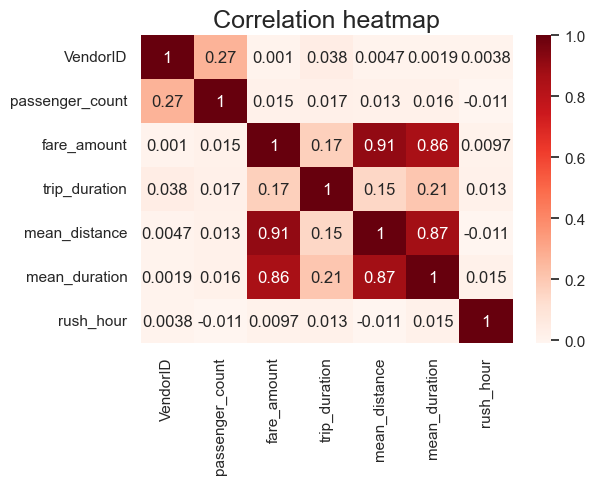 Correlation heatmap
VendorID 1 0.27 0.001 0.038 0.0047 0.0019 0.0038
passenger_count 0.27 1 0.015 0.017 0.013 0.016 -0.011
fare_amount 0.001 0.015 1 0.17 0.91 0.86 0.0097
trip_duration 0.038 0.017 0.17 1 0.15 0.21 0.013
mean_distance 0.0047 0.013 0.91 0.15 1 0.87 -0.011
mean_duration 0.0019 0.016 0.86 0.21 0.87 1 0.015
rush_hour 0.0038 -0.011 0.0097 0.013 -0.011 0.015 1
VendorID
passenger_count
fare_amount
trip_duration
mean_distance
mean_duration
rush_hour
1.0
0.8
0.6
0.4
0.2
0.0